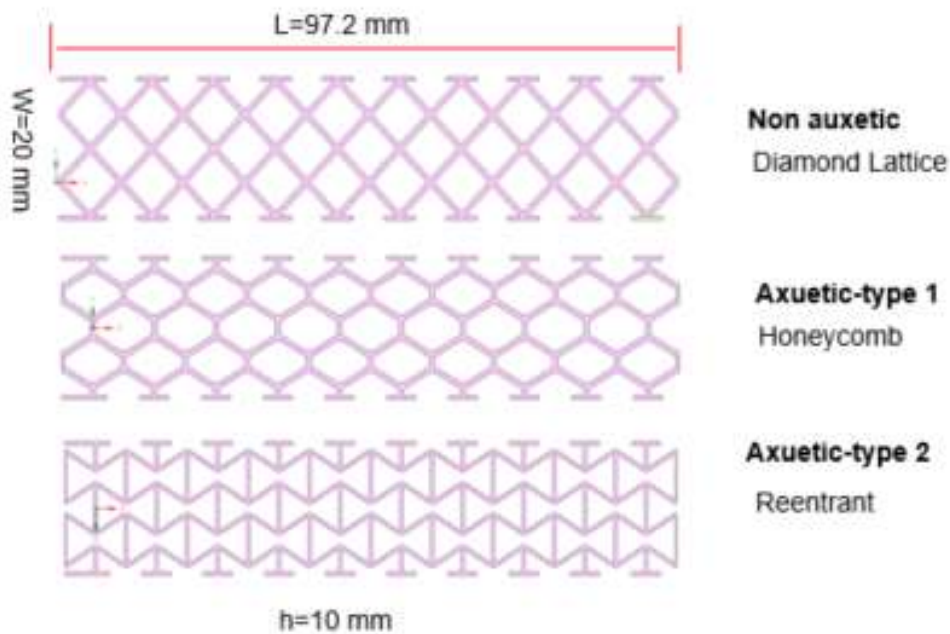 L=97.2 mm
W=20 mm
Non auxetic
Diamond Lattice
Axuetic-type 1
Honeycomb
Axuetic-type 2
Reentrant
h=10 mm